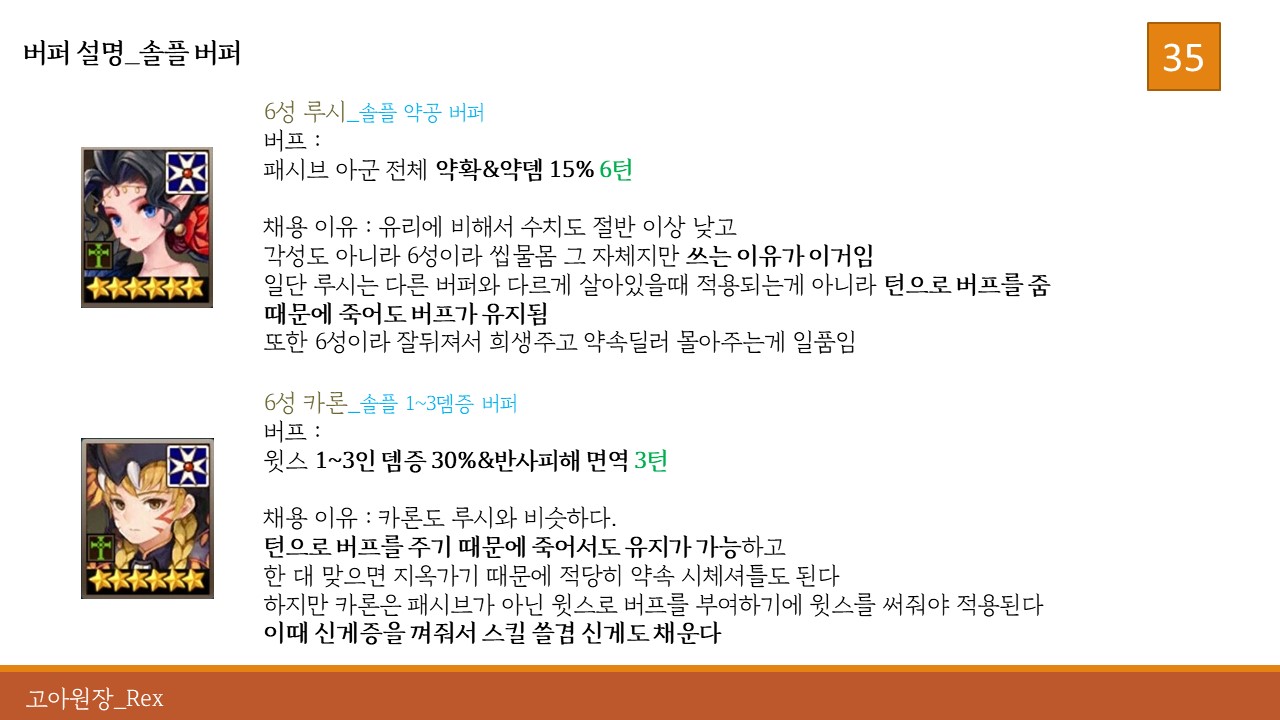 버퍼 설명_솔플 버퍼
35
6성 루시_솔플 약공 버퍼
버프 :
패시브 아군 전체 약확&약뎀 15% 6턴
채용 이유 : 유리에 비해서 수치도 절반 이상 낮고
각성도 아니라 6성이라 씹물몸 그 자체지만 쓰는 이유가 이거임
일단 루시는 다른 버퍼와 다르게 살아있을때 적용되는게 아니라 턴으로 버프를 줌
때문에 죽어도 버프가 유지됨
또한 6성이라 잘뒤져서 희생주고 약속딜러 몰아주는게 일품임
6성 카론_솔플 1~3뎀증 버퍼
버프 :
윗스 1~3인 뎀증 30%&반사피해 면역 3턴
채용 이유 : 카론도 루시와 비슷하다.
턴으로 버프를 주기 때문에 죽어서도 유지가 가능하고
한 대 맞으면 지옥가기 때문에 적당히 약속 시체셔틀도 된다
하지만 카론은 패시브가 아닌 윗스로 버프를 부여하기에 윗스를 써줘야 적용된다
이때 신게증을 껴줘서 스킬 쓸겸 신게도 채운다
고아원장_Rex